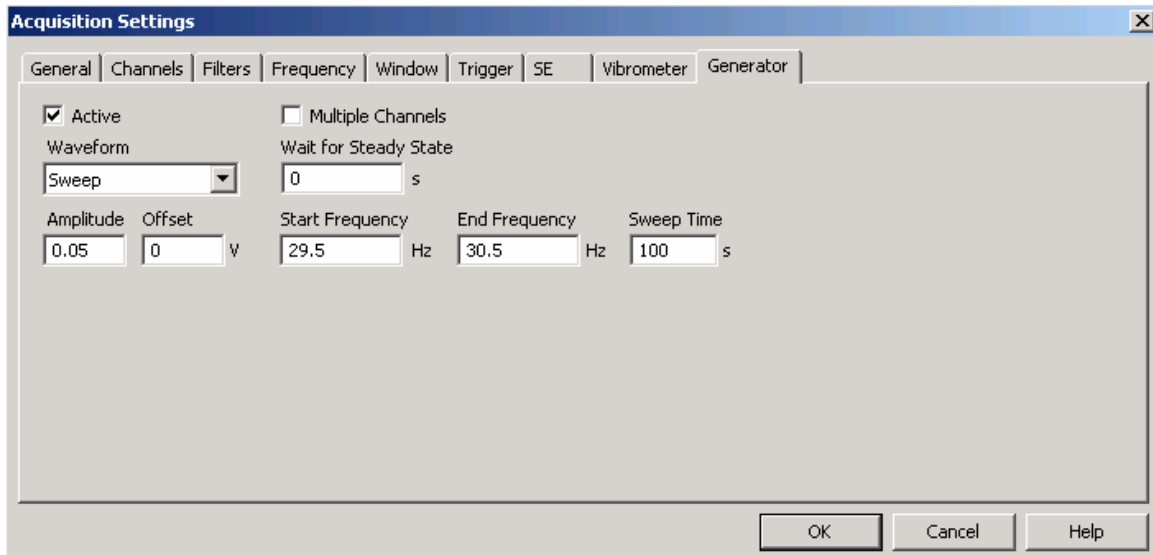 Acquisition Settings
General Channels Filters Frequency Window Trigger SE Vibrometer Generator
Active Multiple Channels
Waveform Wait for Steady State
Sweep 0 s
Amplitude Offset Start Frequency End Frequency Sweep Time
0.05 0 V 29.5 Hz 30.5 Hz 100 s
OK Cancel Help